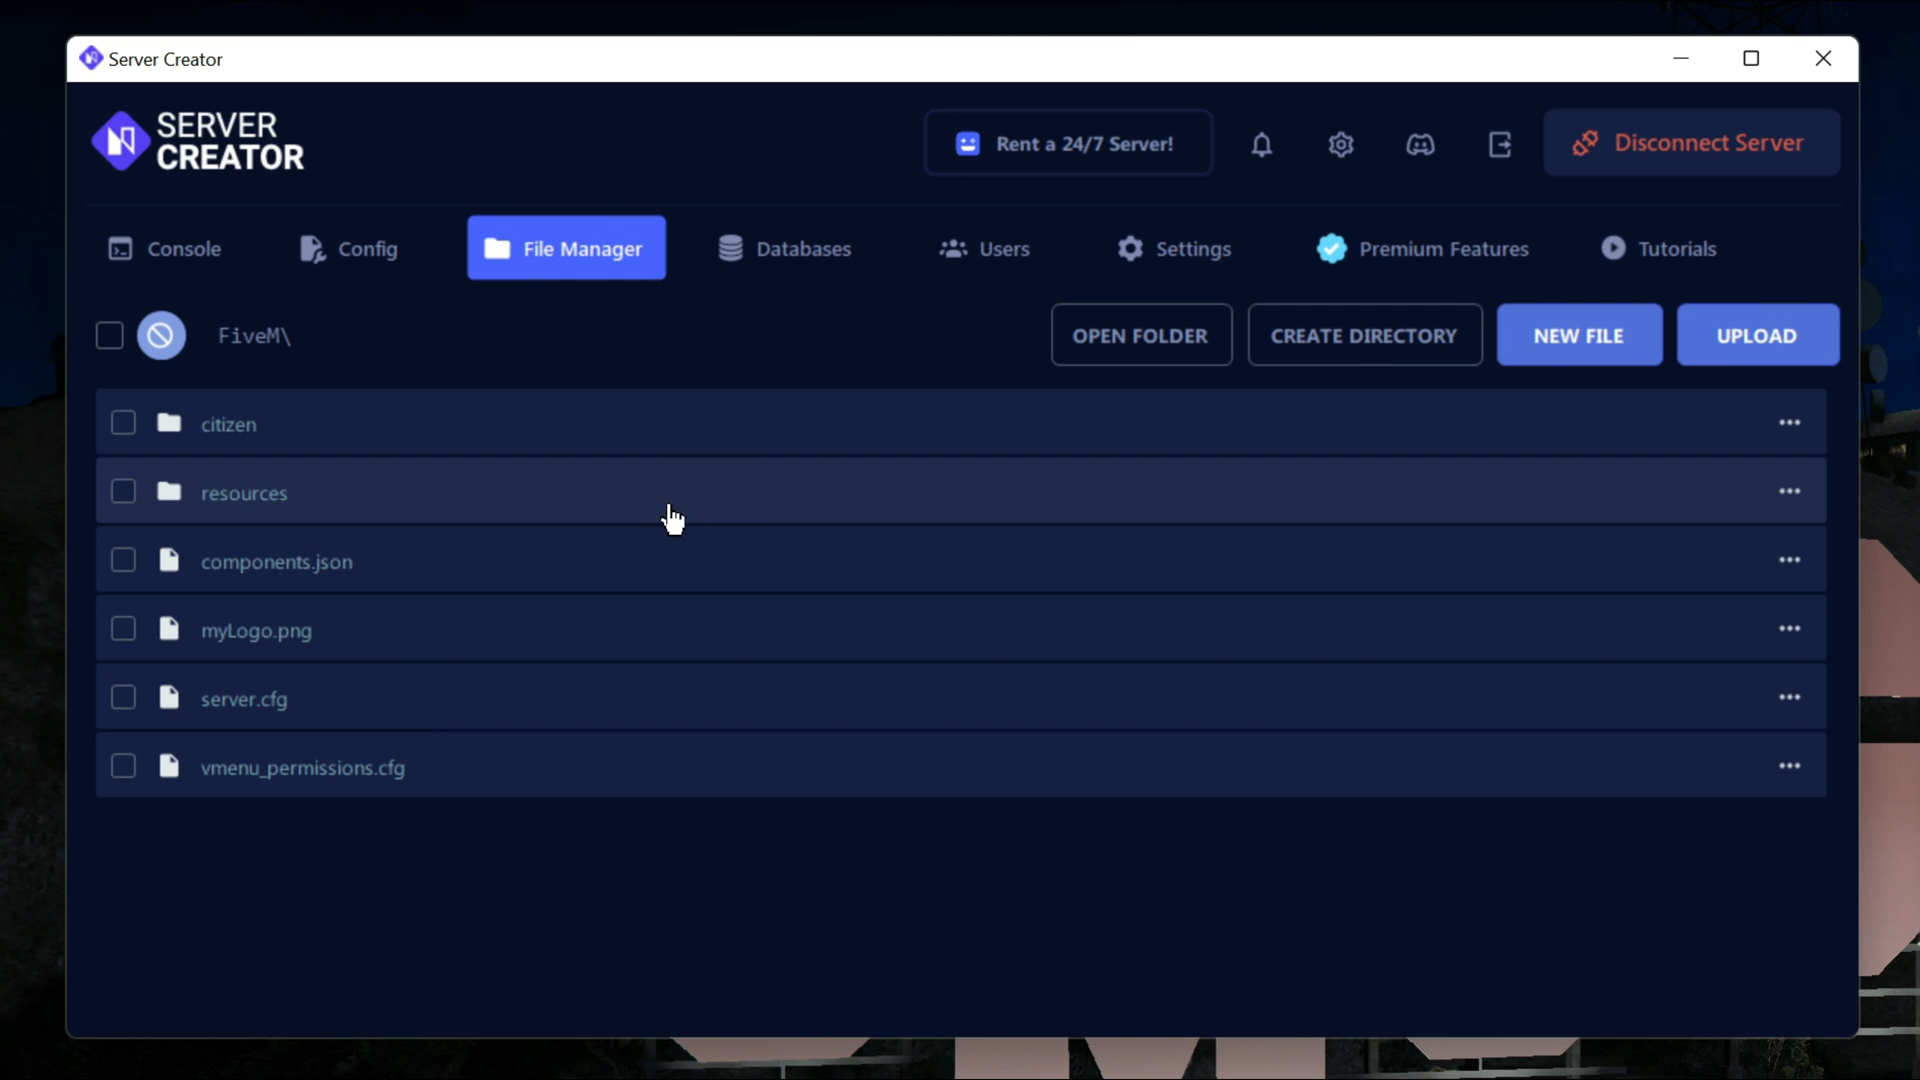 Server Creator
SERVER
CREATOR
Rent a 24/7 Server!
Disconnect Server
Console
Config
File Manager
Databases
Users
Settings
Premium Features
Tutorials
FiveM\
OPEN FOLDER
CREATE DIRECTORY
NEW FILE
UPLOAD
citizen
resources
components.json
myLogo.png
server.cfg
vmenu_permissions.cfg